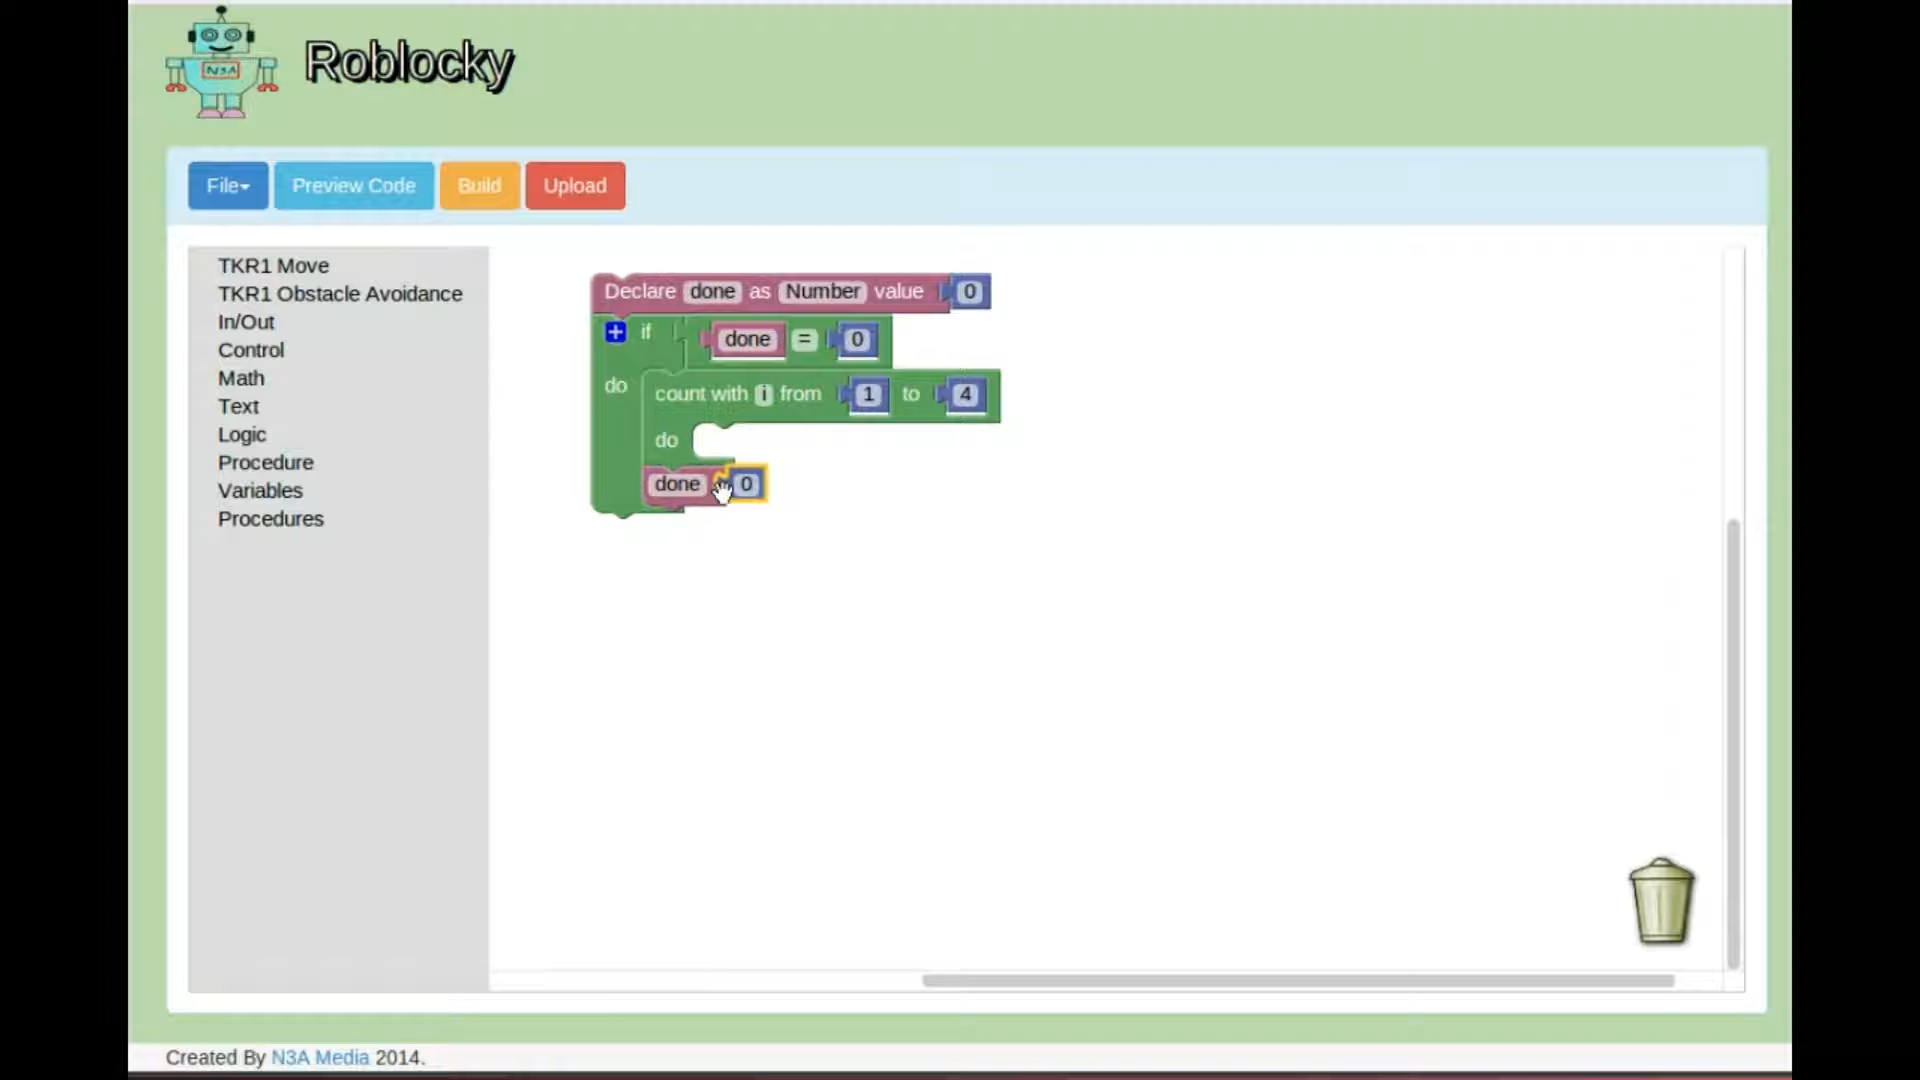 N3A
Roblocky
File
Preview Code
Build
Upload
TKR1 Move
TKR1 Obstacle Avoidance
In/Out
Control
Math
Text
Logic
Procedure
Variables
Procedures
Declare done as Number value 0
if done = 0
do
count with i from 1 to 4
do
done 0
Created By N3A Media 2014.